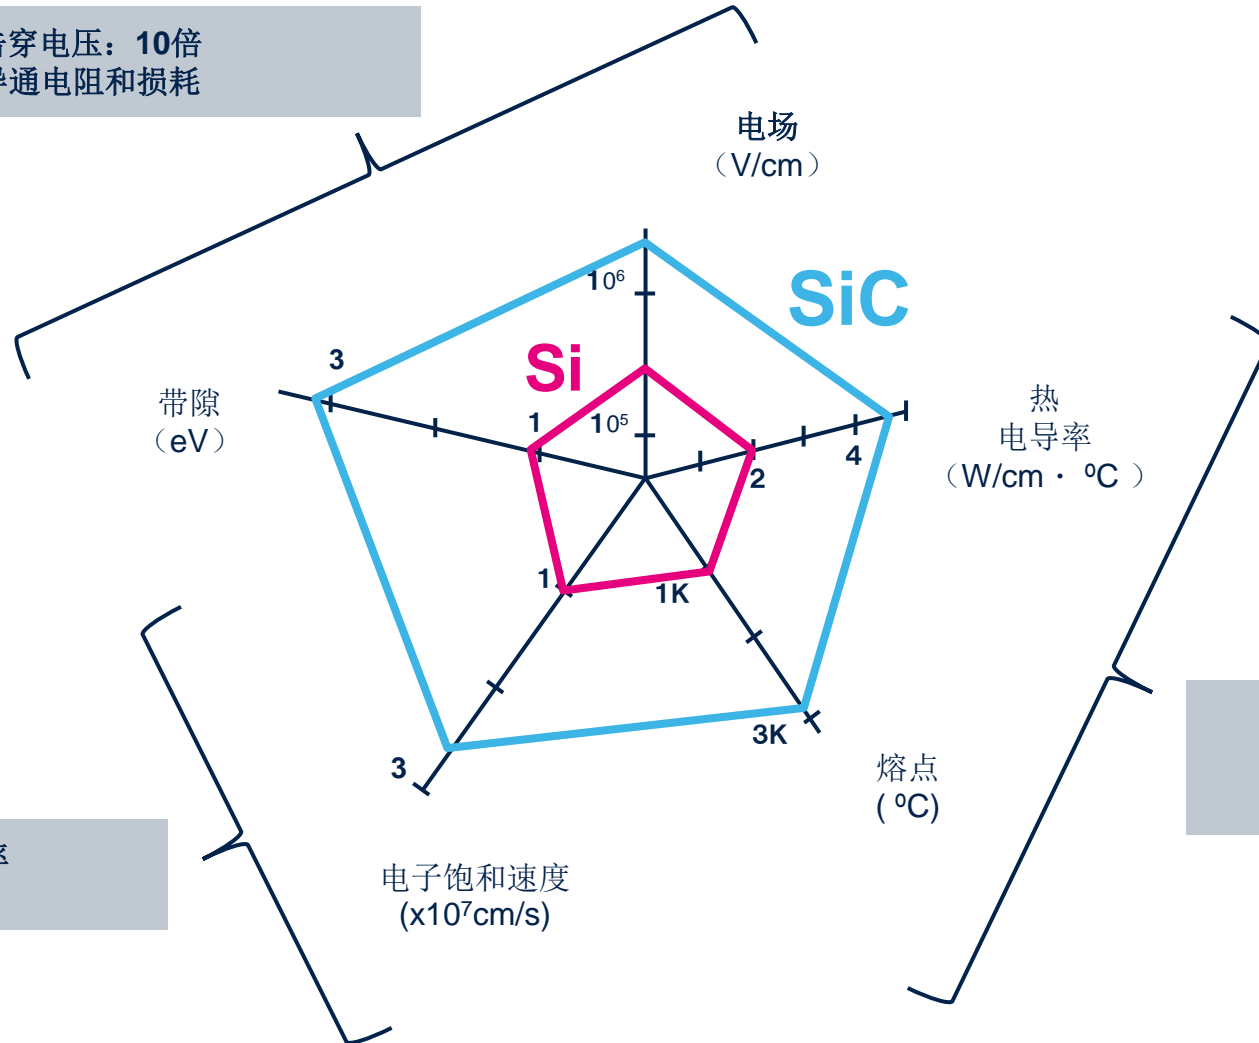 穿电压：10倍
通电阻和损耗
电场
（V/cm）
10⁶
SiC
Si
3
1
10⁵
带隙
（eV）
热
电导率
（W/cm · ºC ）
4
2
1
1K
3K
3
熔点
( ºC)
电子饱和速度
(x10⁷cm/s)